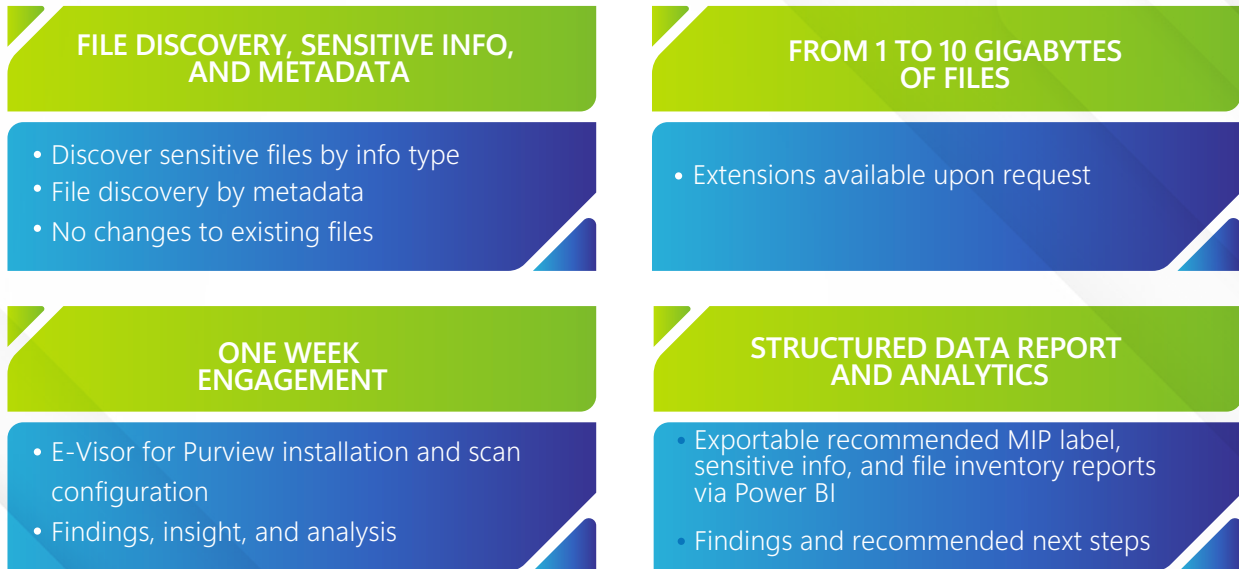 FILE DISCOVERY, SENSITIVE INFO,
AND METADATA
• Discover sensitive files by info type
• File discovery by metadata
• No changes to existing files
FROM 1 TO 10 GIGABYTES
OF FILES
• Extensions available upon request
ONE WEEK
ENGAGEMENT
• E-Visor for Purview installation and scan
configuration
• Findings, insight, and analysis
STRUCTURED DATA REPORT
AND ANALYTICS
• Exportable recommended MIP label,
sensitive info, and file inventory reports
via Power BI
• Findings and recommended next steps